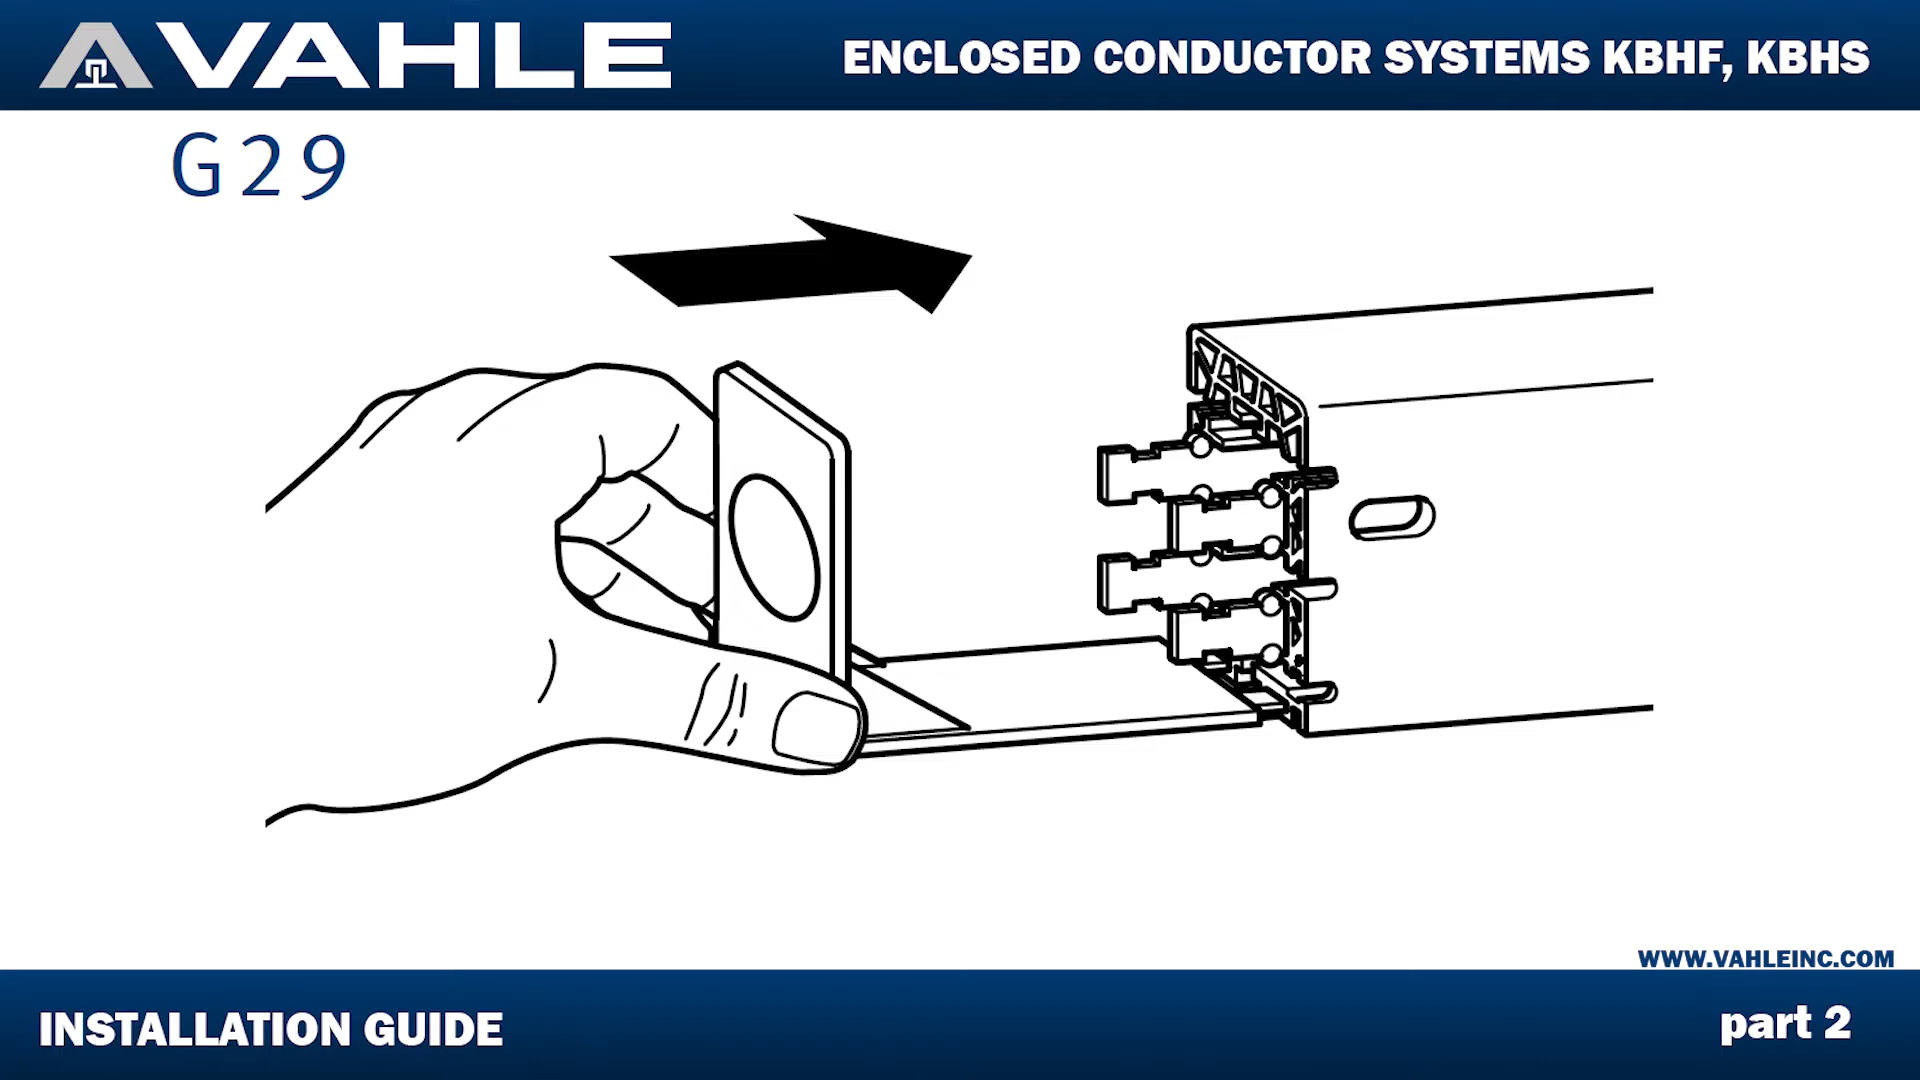 VAHLE
ENCLOSED CONDUCTOR SYSTEMS KBHF, KBHS
G29
WWW.VAHLEINC.COM
INSTALLATION GUIDE
part 2